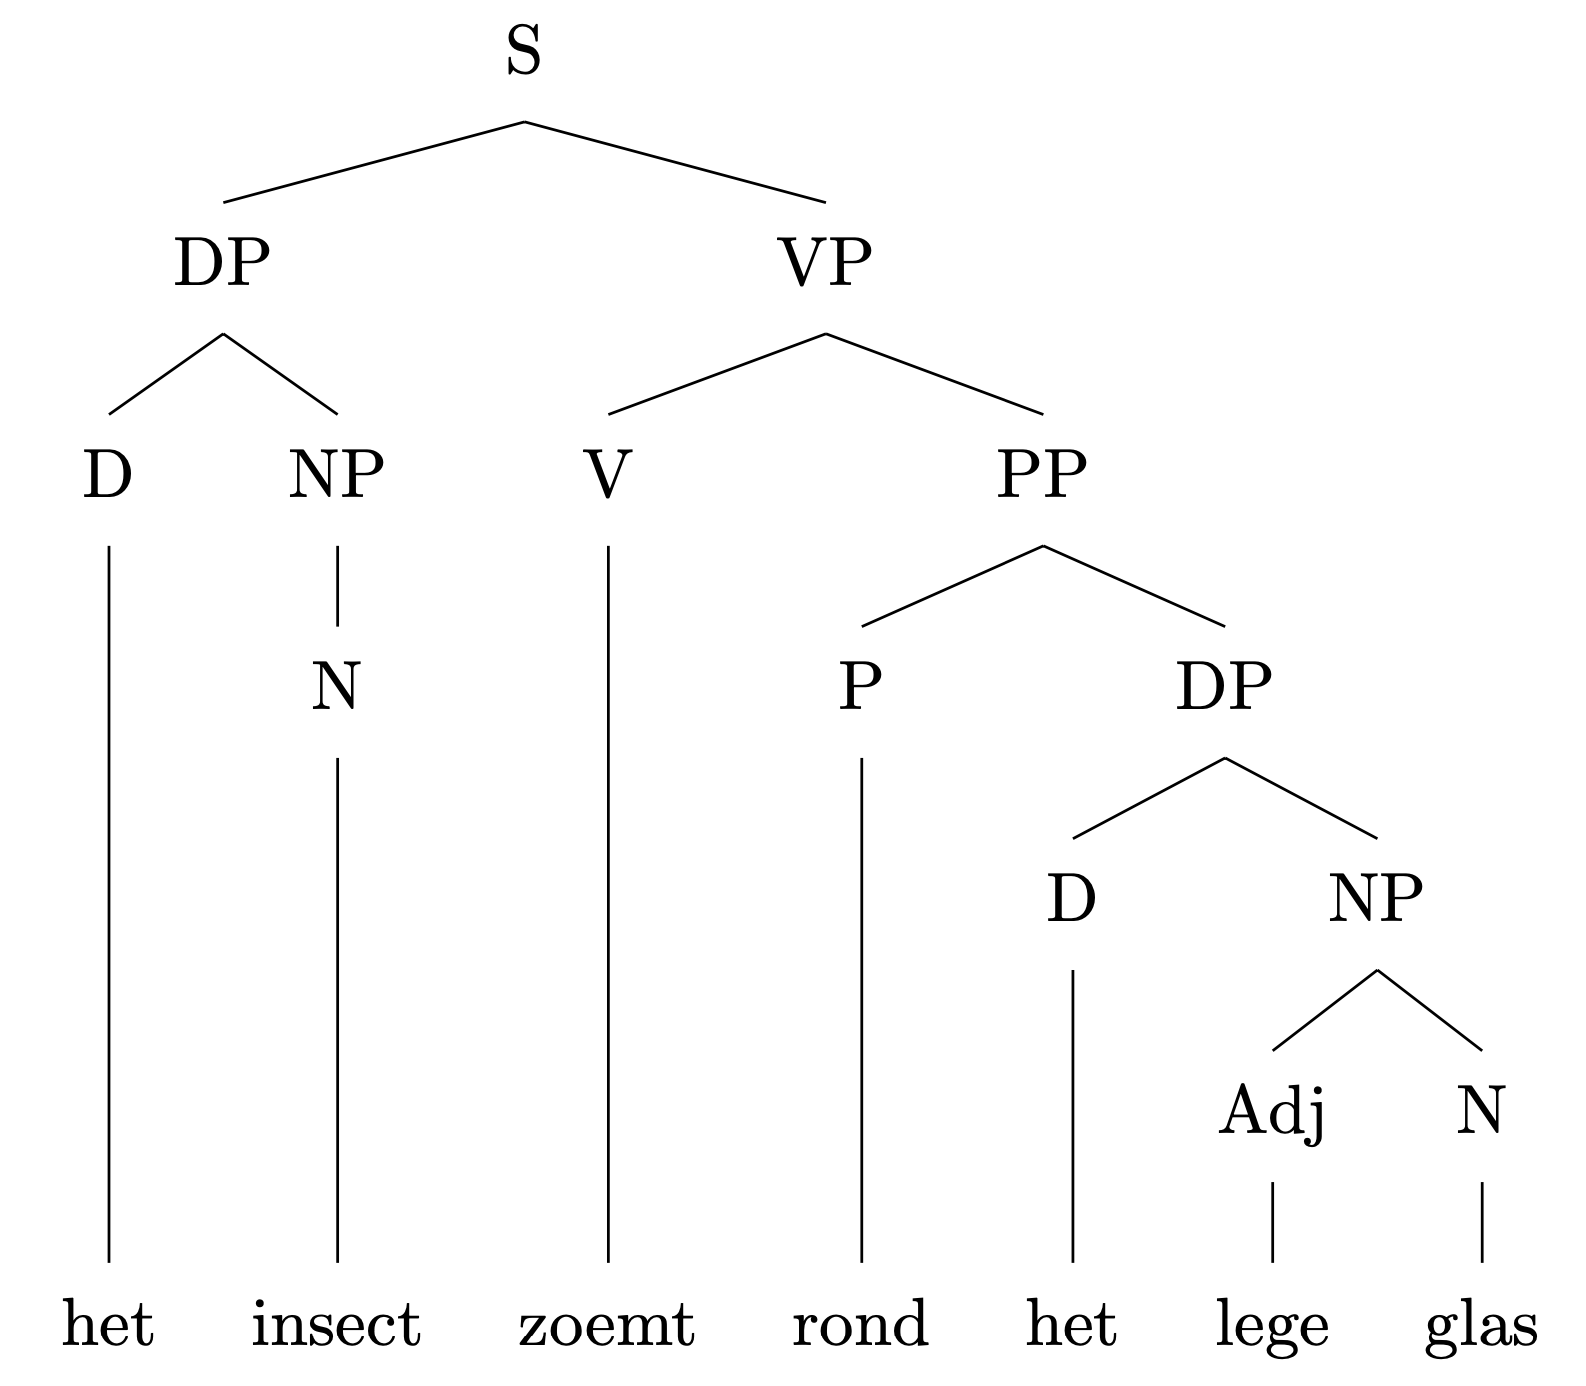 S
DP VP
D NP V PP
N P DP
D NP
Adj N
het insect zoemt rond het lege glas